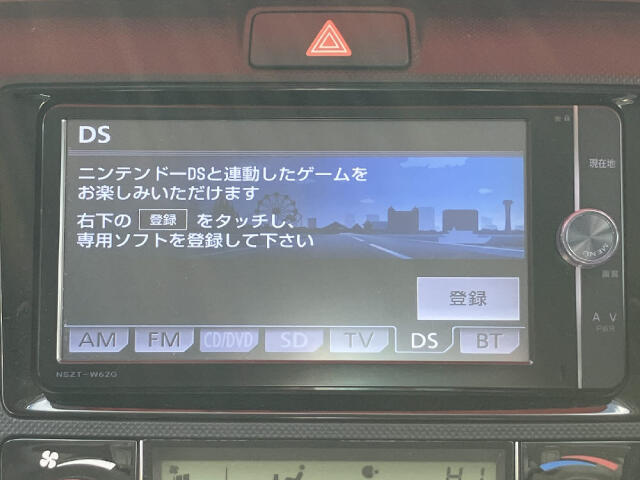 DS
ニンテンドーDSと連動したゲームを
お楽しみいただけます
右下の 登録 をタッチし、
専用ソフトを登録して下さい
登録
AM FM CD/DVD SD TV DS BT
NSZT-W62G
現在地
MENU
画質
A V
PWR